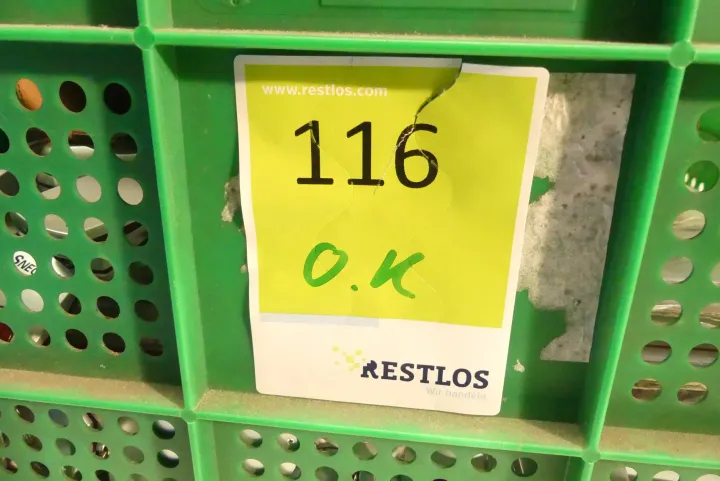 www.restlos.com
116
O.K
RESTLOS
Wir handeln